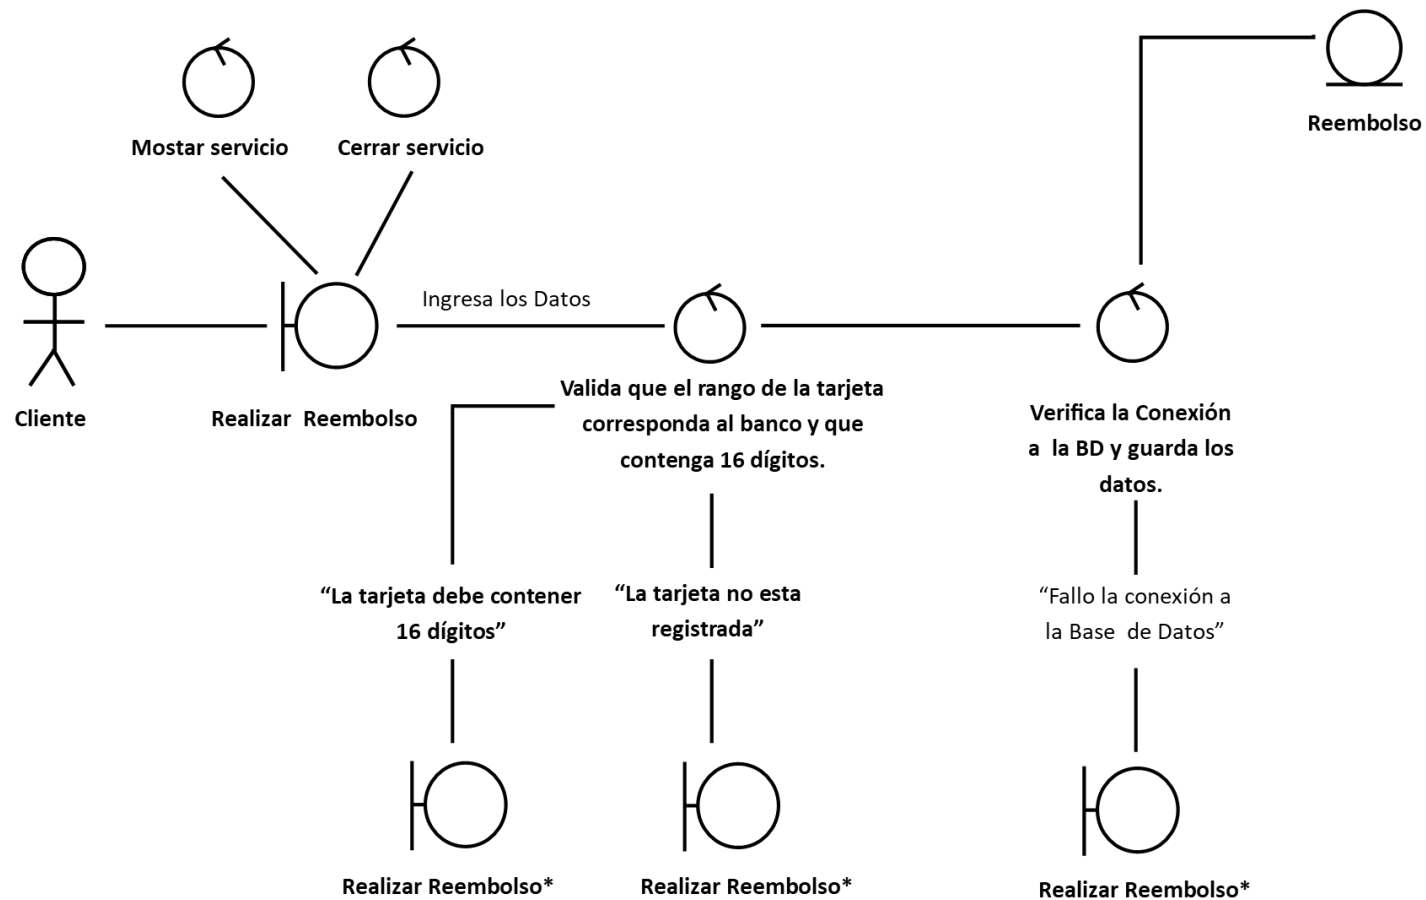 Reembolso
Mostar servicio
Cerrar servicio
Ingresa los Datos
Cliente
Realizar Reembolso
Valida que el rango de la tarjeta
corresponda al banco y que
contenga 16 dígitos.
Verifica la Conexión
a la BD y guarda los
datos.
“La tarjeta debe contener
16 dígitos”
“La tarjeta no esta
registrada”
“Fallo la conexión a
la Base de Datos”
Realizar Reembolso*
Realizar Reembolso*
Realizar Reembolso*